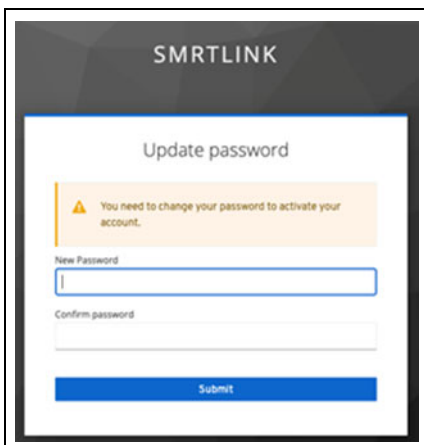 SMRTLINK
Update password
You need to change your password to activate your
account.
New Password
Confirm password
Submit